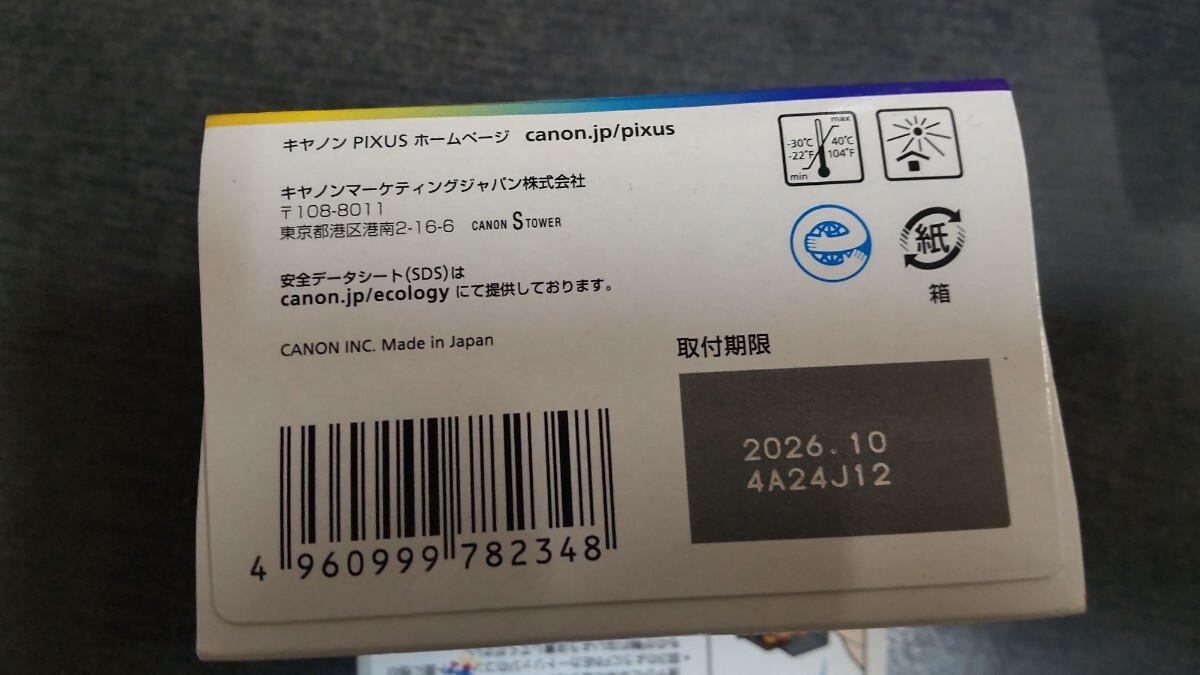 キヤノン PIXUS ホームページ canon.jp/pixus
キヤノンマーケティングジャパン株式会社
〒108-8011
東京都港区港南2-16-6 CANON S TOWER
安全データシート(SDS)は
canon.jp/ecology にて提供しております。
CANON INC. Made in Japan
max
-30℃ 40℃
-22°F 104°F
min
紙
箱
取付期限
2026.10
4A24J12
4 960999 782348